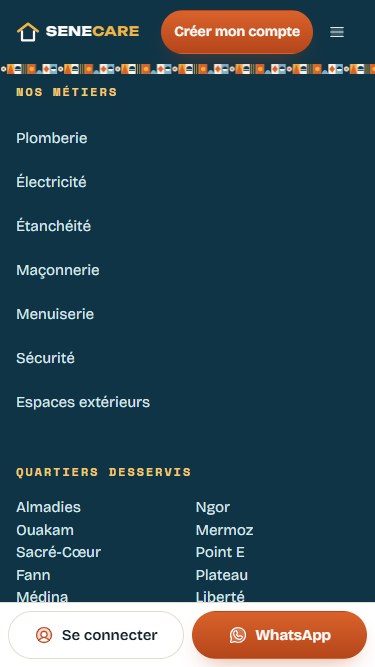 SENECARE
Créer mon compte
NOS MÉTIERS
Plomberie
Électricité
Étanchéité
Maçonnerie
Menuiserie
Sécurité
Espaces extérieurs
QUARTIERS DESSERVIS
Almadies
Ngor
Ouakam
Mermoz
Sacré-Cœur
Point E
Fann
Plateau
Médina
Liberté
Se connecter
WhatsApp